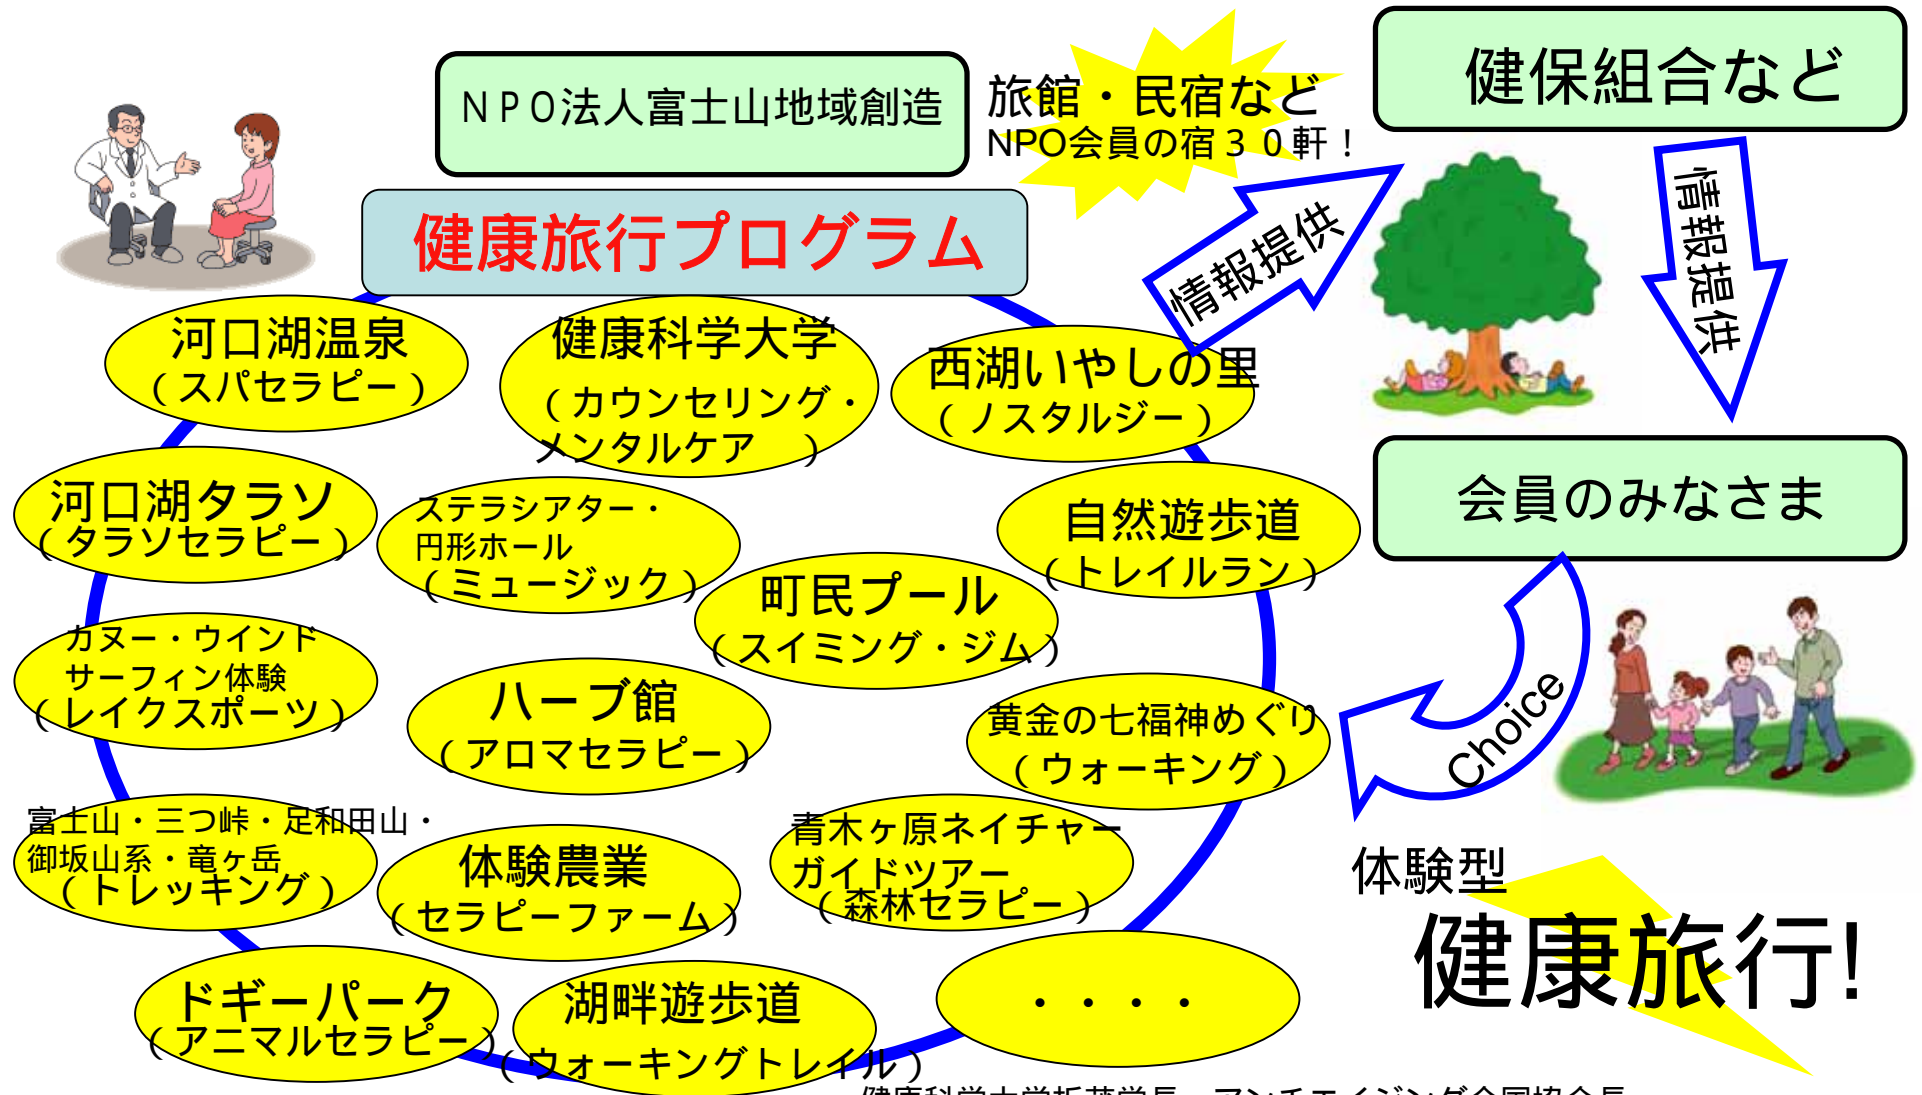 NPO法人富士山地域創造
旅館・民宿など
NPO会員の宿30軒!
健保組合など
健康旅行プログラム
情報提供
情報提供
河口湖温泉
(スパセラピー)
健康科学大学
(カウンセリング・
メンタルケア )
西湖いやしの里
(ノスタルジー)
河口湖タラソ
(タラソセラピー)
ステラシアター・
円形ホール
(ミュージック)
自然遊歩道
(トレイルラン)
会員のみなさま
町民プール
(スイミング・ジム)
カヌー・ウインド
サーフィン体験
(レイクスポーツ)
ハーブ館
(アロマセラピー)
黄金の七福神めぐり
(ウォーキング)
Choice
富士山・三つ峠・足和田山・
御坂山系・竜ヶ岳
(トレッキング)
体験農業
(セラピーファーム)
青木ヶ原ネイチャー
ガイドツアー
(森林セラピー)
体験型
健康旅行!
ドギーパーク
(アニマルセラピー)
湖畔遊歩道
(ウォーキングトレイル)
・・・・